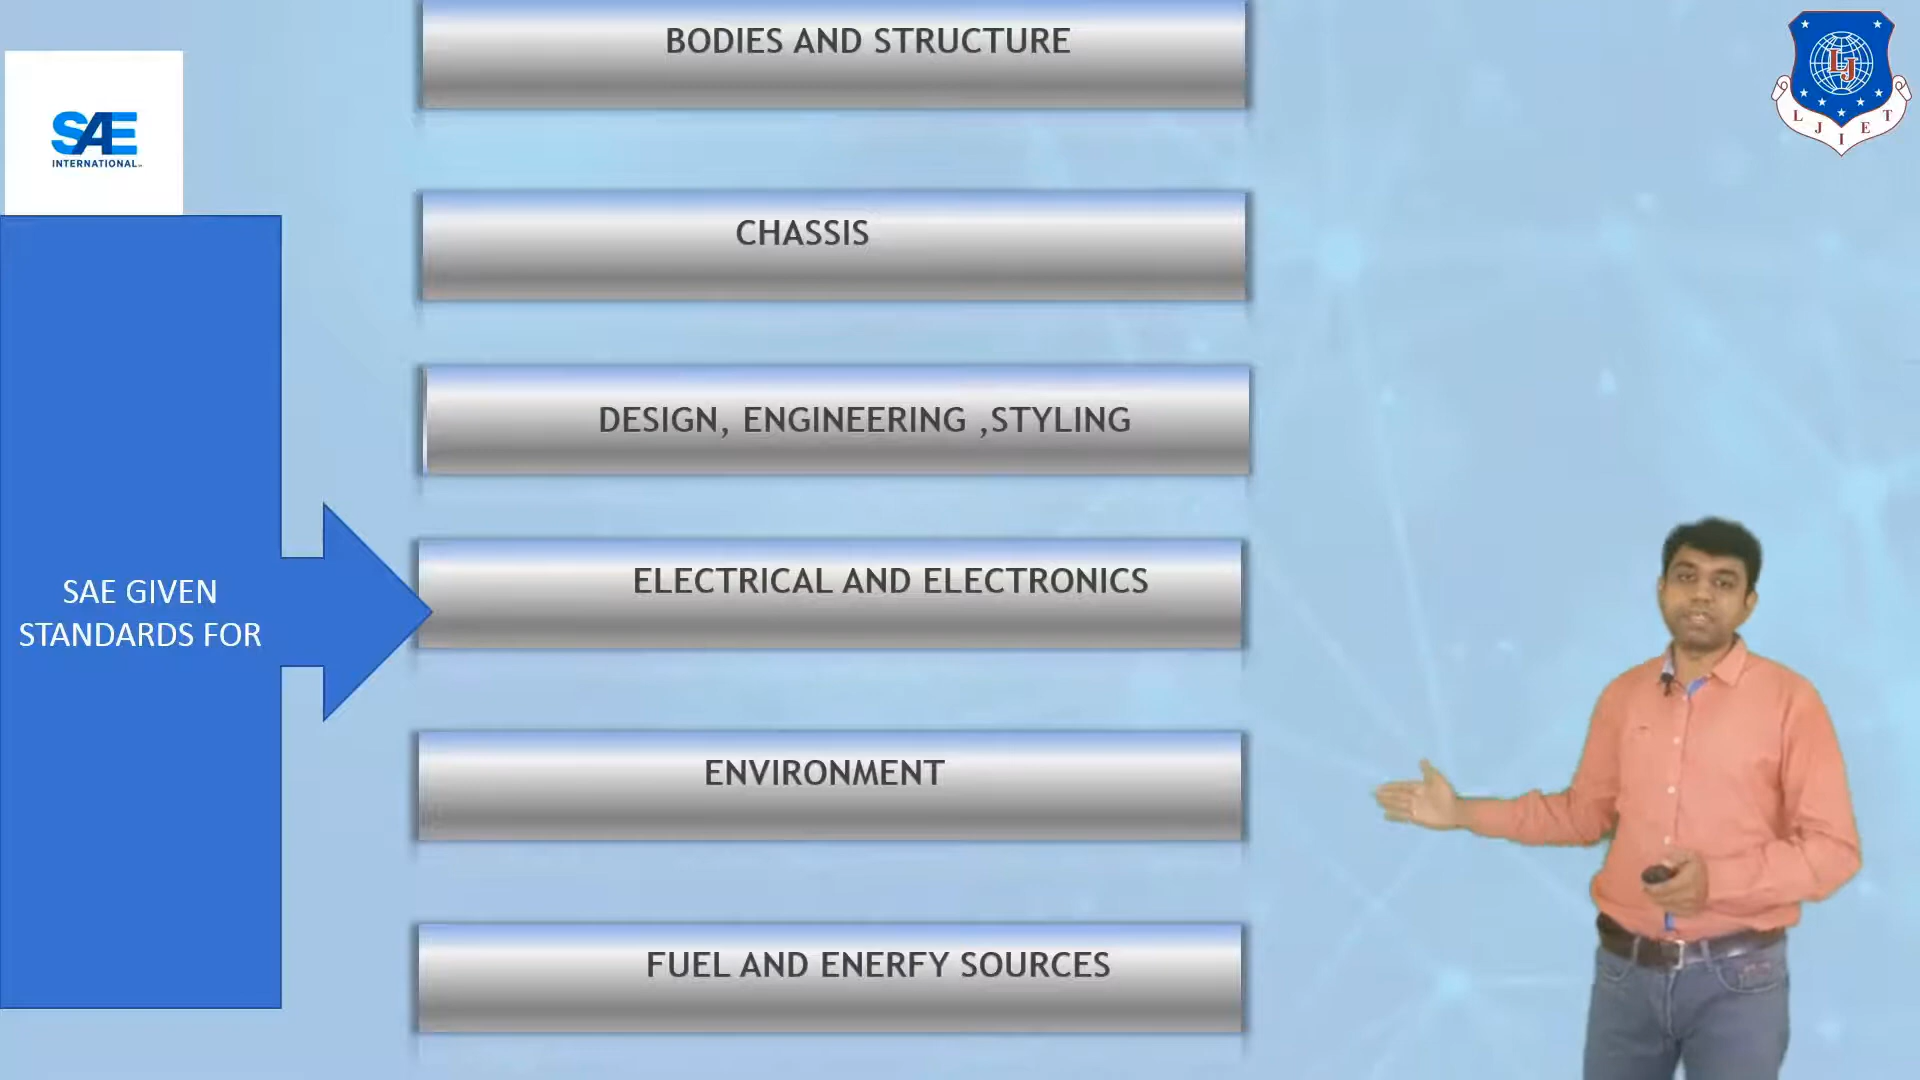 BODIES AND STRUCTURE
SAE
INTERNATIONAL
L J I E T
LJ
CHASSIS
DESIGN, ENGINEERING ,STYLING
ELECTRICAL AND ELECTRONICS
SAE GIVEN
STANDARDS FOR
ENVIRONMENT
FUEL AND ENERFY SOURCES